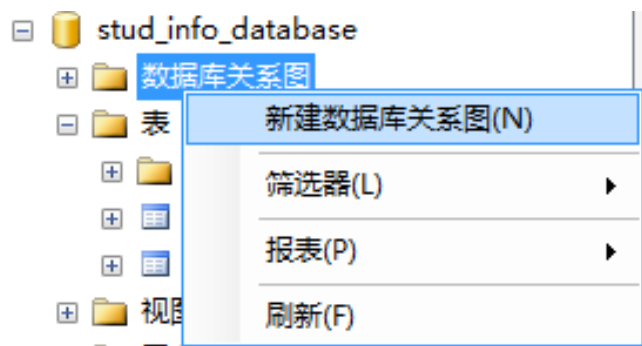 stud_info_database
数据库关系图
新建数据库关系图(N)
表
筛选器(L)
报表(P)
视图
刷新(F)